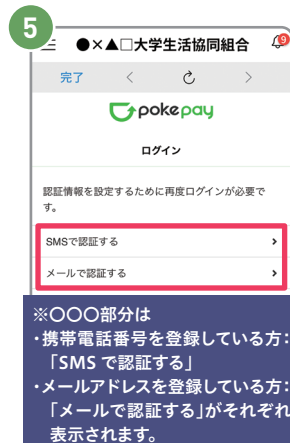 5
●×▲□大学生活協同組合
9
完了
pokepay
ログイン
認証情報を設定するために再度ログインが必要で
す。
SMSで認証する
メールで認証する
※〇〇〇部分は
・携帯電話番号を登録している方：
「SMS で認証する」
・メールアドレスを登録している方：
「メールで認証する」がそれぞれ
表示されます。